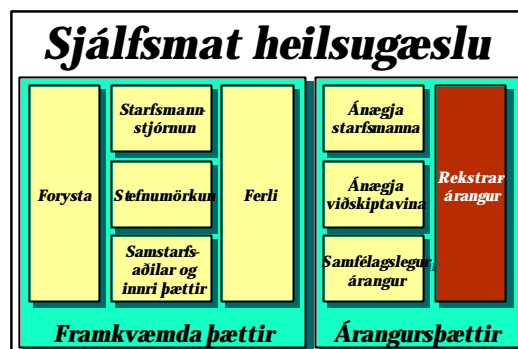 Sjálfsmat heilsugæslu
Forysta
Starfsmann-
stjórnun
Stefnumörkun
Samstarfs-
aðilar og
innri þættir
Ferli
Framkvæmda þættir
Ánægja
starfsmanna
Ánægja
viðskiptavina
Samfélagslegur
árangur
Rekstrar
árangur
Árangursþættir